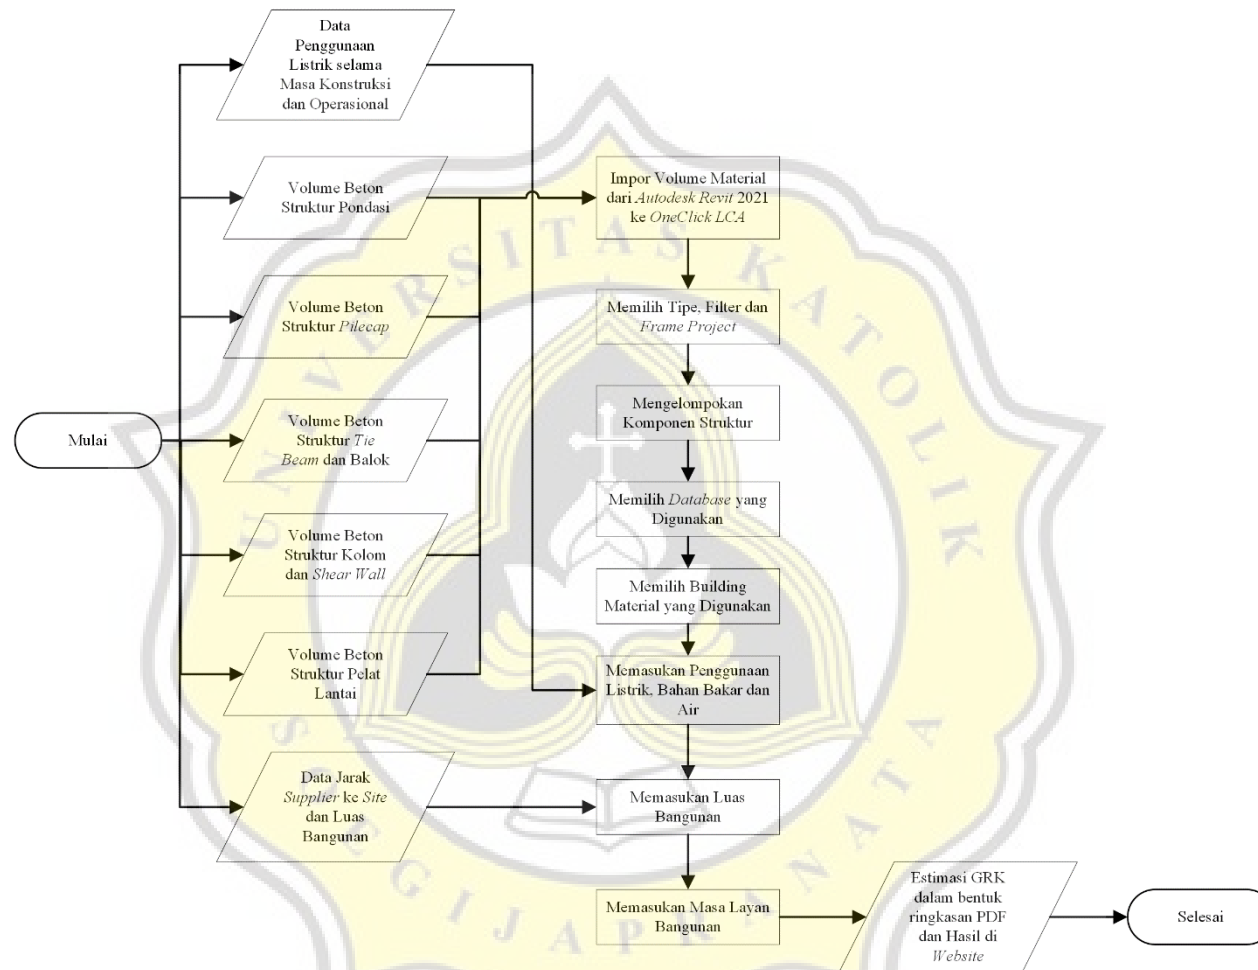 Data
Penggunaan
Listrik selama
Masa Konstruksi
dan Operasional
Volume Beton
Struktur Pondasi
Impor Volume Material
dari Autodesk Revit 2021
ke OneClick LCA
Volume Beton
Struktur Pilecap
Memilih Tipe, Filter dan
Frame Project
Mulai
Volume Beton
Struktur Tie
Beam dan Balok
Mengelompokan
Komponen Struktur
Memilih Database yang
Digunakan
Volume Beton
Struktur Kolom
dan Shear Wall
Memilih Building
Material yang Digunakan
Volume Beton
Struktur Pelat
Lantai
Memasukan Penggunaan
Listrik, Bahan Bakar dan
Air
Data Jarak
Supplier ke Site
dan Luas
Bangunan
Memasukan Luas
Bangunan
Memasukan Masa Layan
Bangunan
Estimasi GRK
dalam bentuk
ringkasan PDF
dan Hasil di
Website
Selesai
UNIVERSITAS KATOLIK
SOEGIJAPRANATA